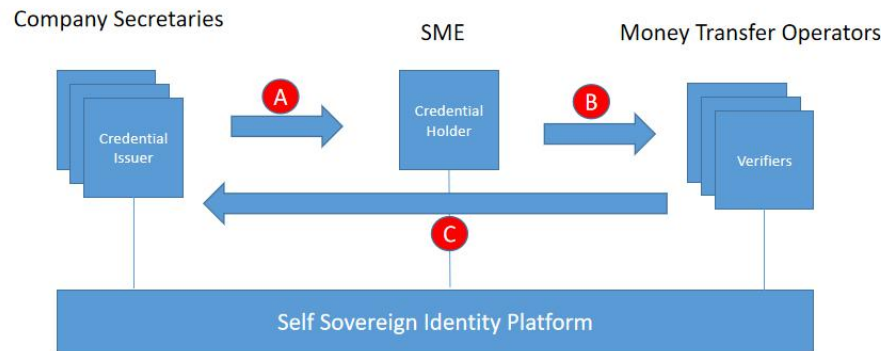 Company Secretaries
SME
Money Transfer Operators
A
B
Credential
Issuer
Credential
Holder
Verifiers
C
Self Sovereign Identity Platform